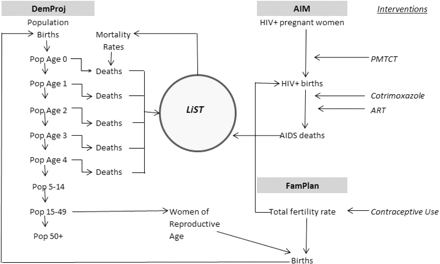 DemProj
Population
Births
Mortality
Rates
Pop Age 0
Deaths
Pop Age 1
Deaths
Pop Age 2
Deaths
Pop Age 3
Deaths
Pop Age 4
Deaths
Pop 5-14
Pop 15-49
Pop 50+
LiST
Women of
Reproductive
Age
AIM
HIV+ pregnant women
HIV+ births
AIDS deaths
Interventions
PMTCT
Cotrimoxazole
ART
FamPlan
Total fertility rate
Contraceptive Use
Births